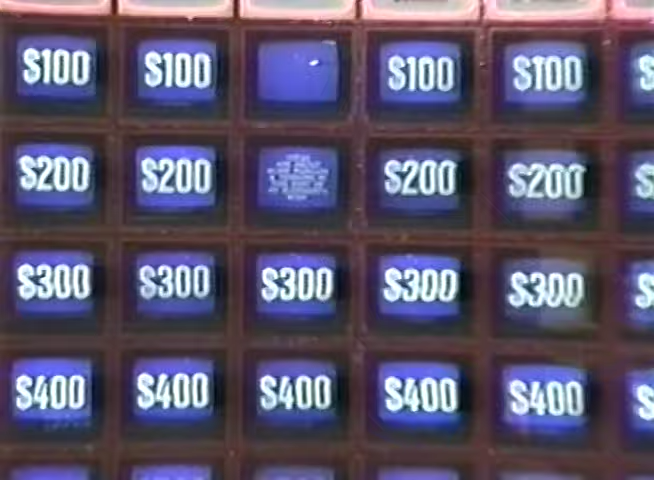 $100 $100 $100 $100 $
$200 $200 $200 $200 $
$300 $300 $300 $300 $300 $
$400 $400 $400 $400 $400 $